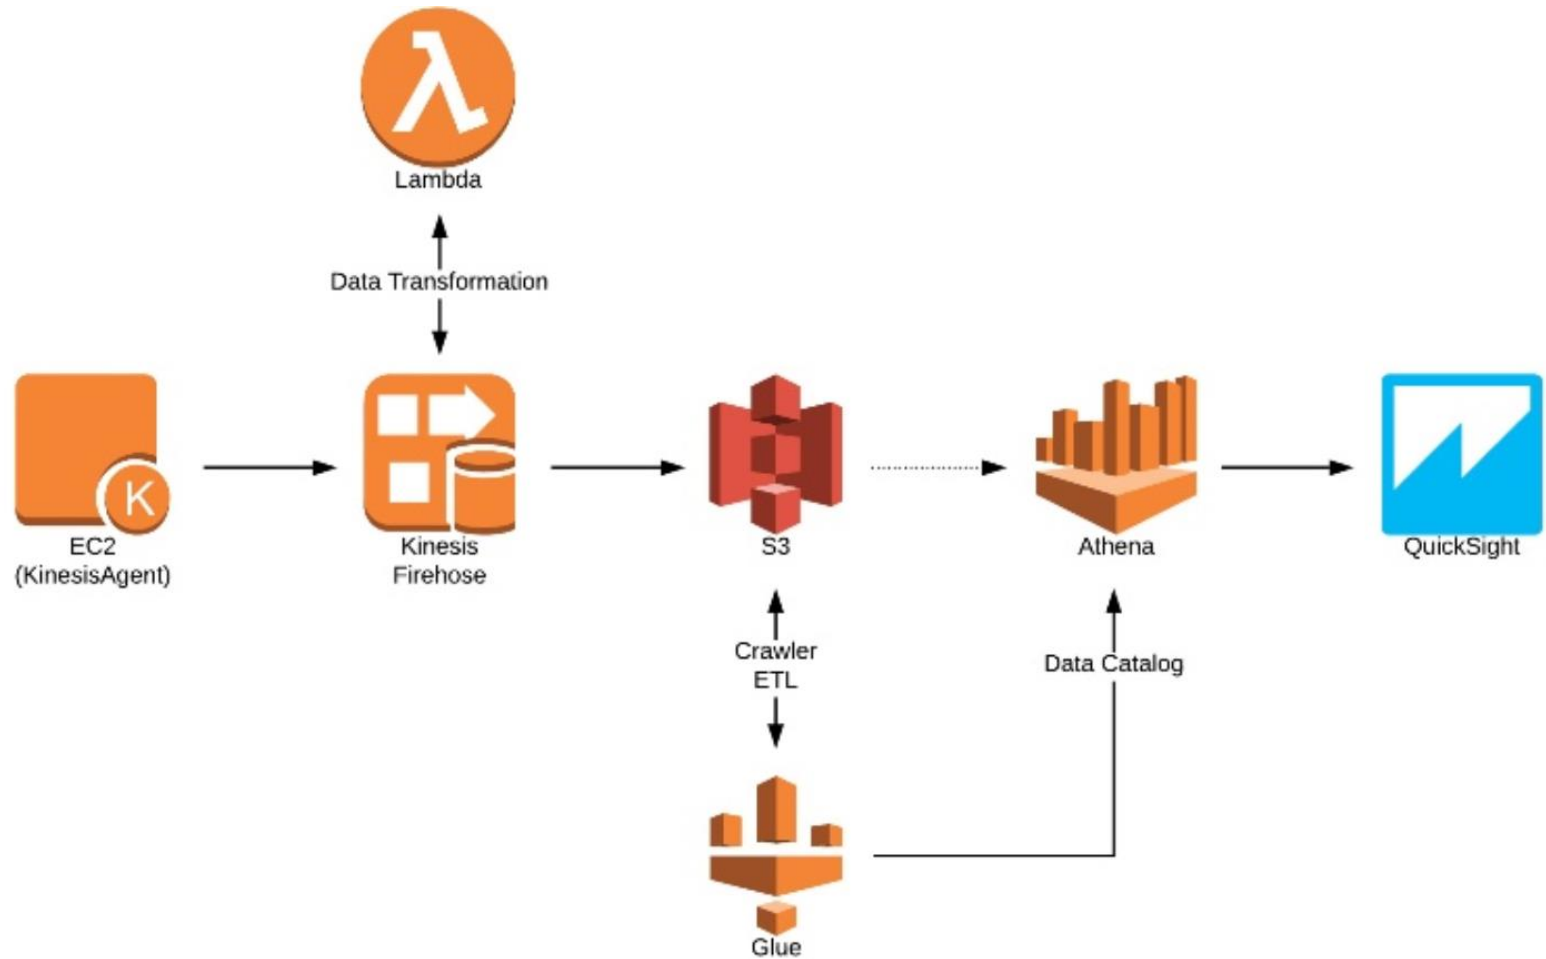 Lambda
Data Transformation
K
EC2
(KinesisAgent)
Kinesis
Firehose
S3
Athena
QuickSight
Crawler
ETL
Data Catalog
Glue